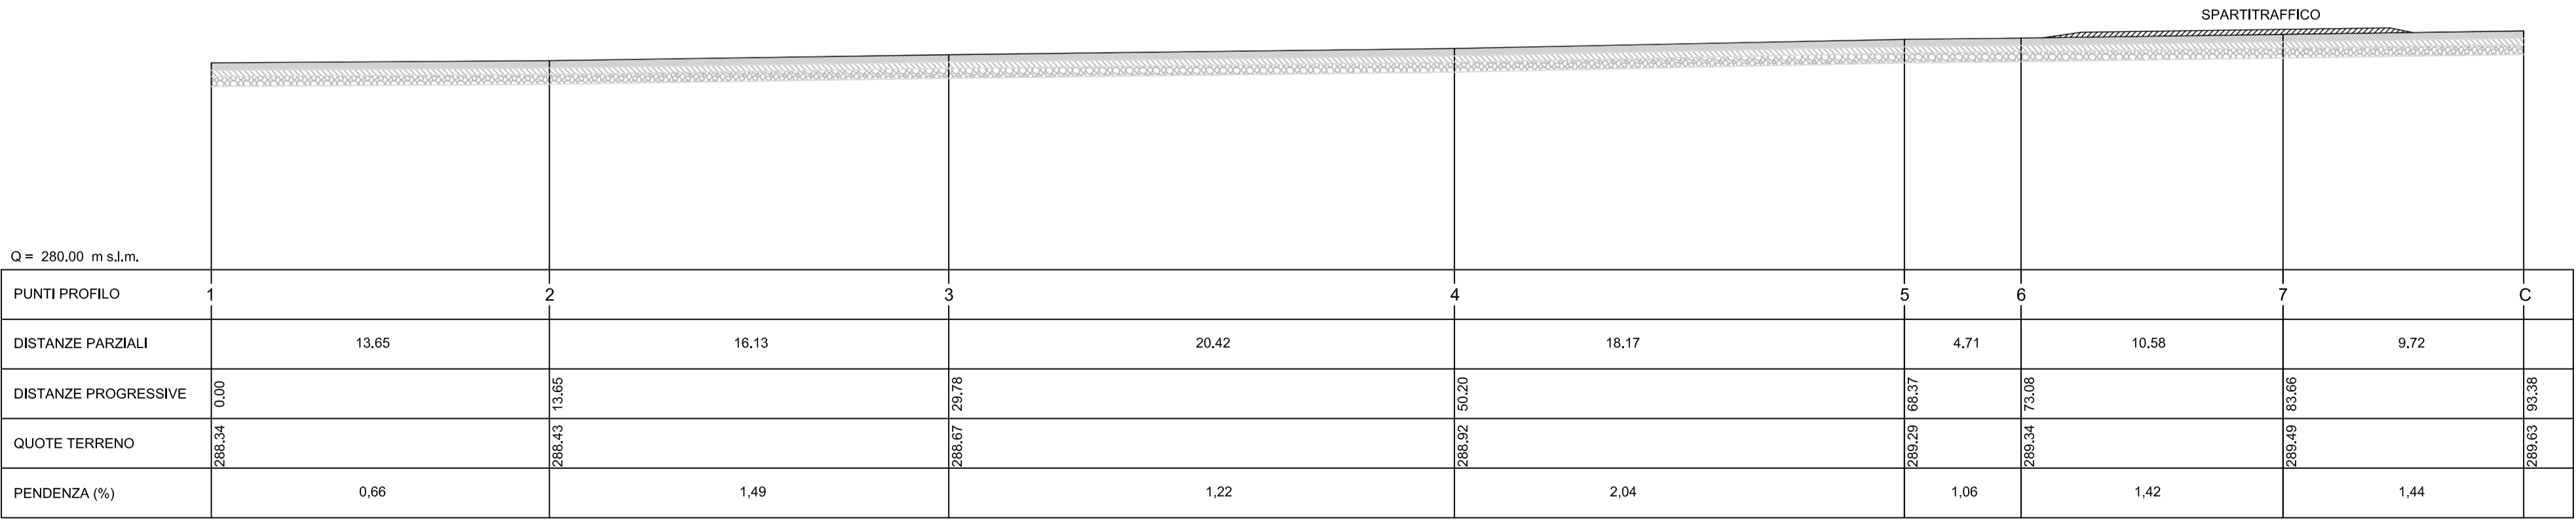 SPARTITRAFFICO
Q = 280.00 m s.l.m.
PUNTI PROFILO 1 2 3 4 5 6 7 C
DISTANZE PARZIALI 13.65 16.13 20.42 18.17 4.71 10.58 9.72
DISTANZE PROGRESSIVE 0.00 13.65 29.78 50.20 68.37 73.08 83.66 93.38
QUOTE TERRENO 288.34 288.43 288.67 288.92 289.29 289.34 289.49 289.63
PENDENZA (%) 0,66 1,49 1,22 2,04 1,06 1,42 1,44